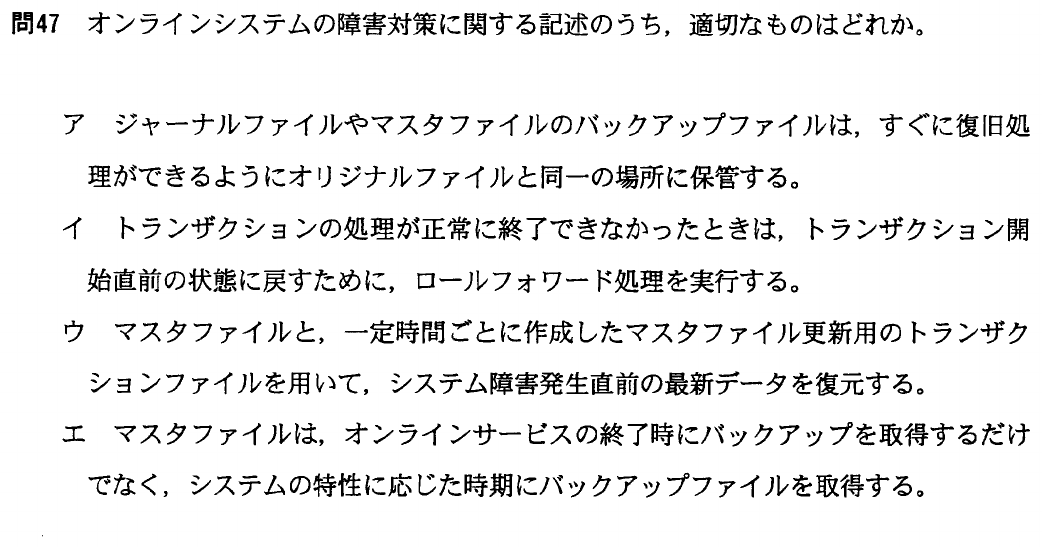 問47 オンラインシステムの障害対策に関する記述のうち，適切なものはどれか。
ア ジャーナルファイルやマスタファイルのバックアップファイルは，すぐに復旧処
理ができるようにオリジナルファイルと同一の場所に保管する。
イ トランザクションの処理が正常に終了できなかったときは，トランザクション開
始直前の状態に戻すために，ロールフォワード処理を実行する。
ウ マスタファイルと，一定時間ごとに作成したマスタファイル更新用のトランザク
ションファイルを用いて，システム障害発生直前の最新データを復元する。
エ マスタファイルは，オンラインサービスの終了時にバックアップを取得するだけ
でなく，システムの特性に応じた時期にバックアップファイルを取得する。